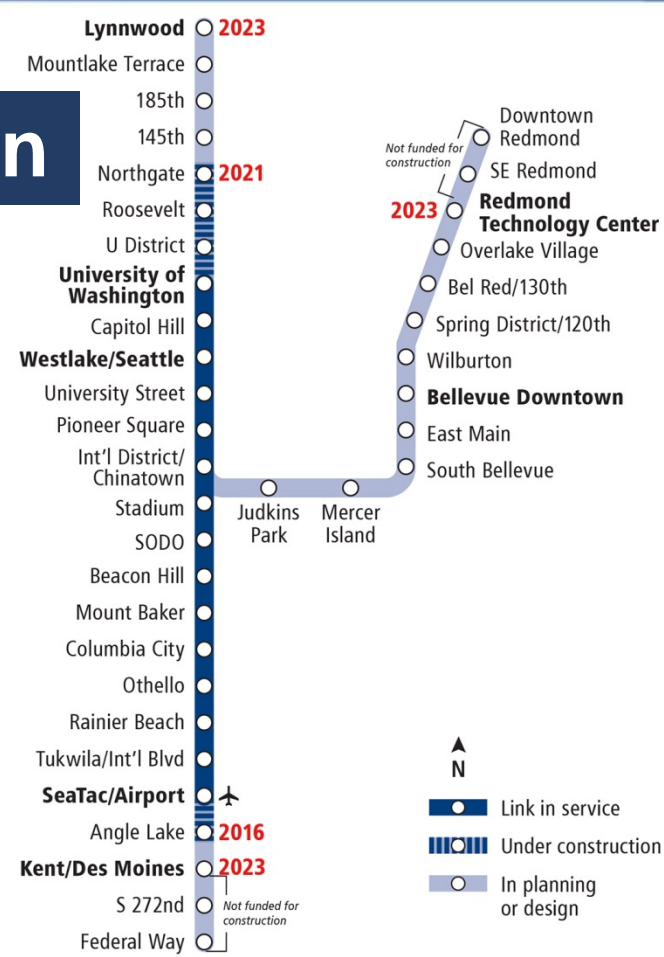 Lynnwood 2023
Mountlake Terrace
185th
145th
n
Northgate 2021
Roosevelt
U District
University of
Washington
Capitol Hill
Westlake/Seattle
University Street
Pioneer Square
Int'l District/
Chinatown
Stadium
SODO
Beacon Hill
Mount Baker
Columbia City
Othello
Rainier Beach
Tukwila/Int'l Blvd
SeaTac/Airport
Angle Lake 2016
Kent/Des Moines 2023
S 272nd
Federal Way
Not funded for
construction
Judkins
Park
Mercer
Island
Downtown
Redmond
Not funded for
construction
SE Redmond
2023 Redmond
Technology Center
Overlake Village
Bel Red/130th
Spring District/120th
Wilburton
Bellevue Downtown
East Main
South Bellevue
N
Link in service
Under construction
In planning
or design